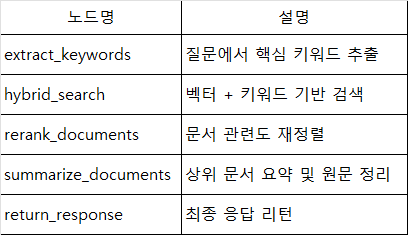 노드명 설명
extract_keywords 질문에서 핵심 키워드 추출
hybrid_search 벡터 + 키워드 기반 검색
rerank_documents 문서 관련도 재정렬
summarize_documents 상위 문서 요약 및 원문 정리
return_response 최종 응답 리턴